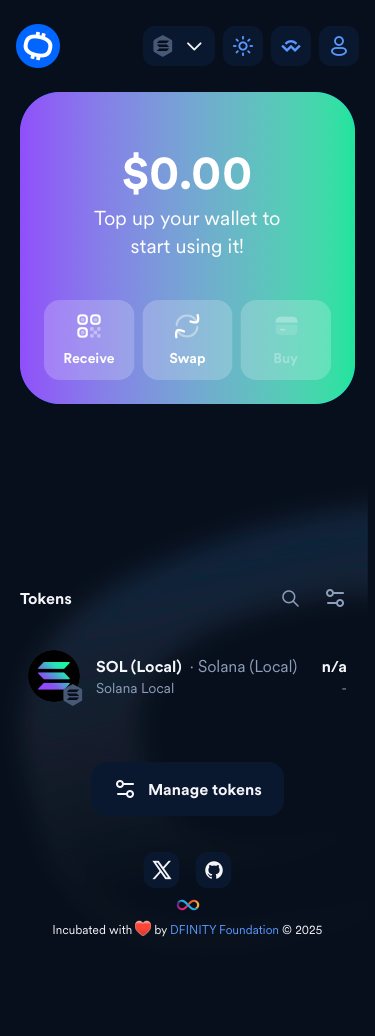 $0.00
Top up your wallet to
start using it!
Receive
Swap
Buy
Tokens
SOL (Local) · Solana (Local) n/a
Solana Local -
Manage tokens
Incubated with ❤️ by DFINITY Foundation © 2025